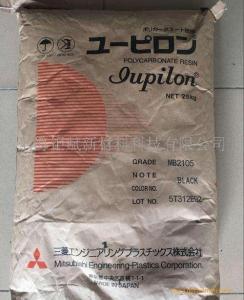 ポリカーボネート樹脂
ユーピロン
POLYCARBONATE RESIN
Iupilon®
NET 25kg
GRADE MB2105
NOTE
COLOR NO. BLACK
LOT NO.
三菱エンジニアリングプラスチックス株式会社
Mitsubishi Engineering-Plastics Corporation
MADE IN JAPAN